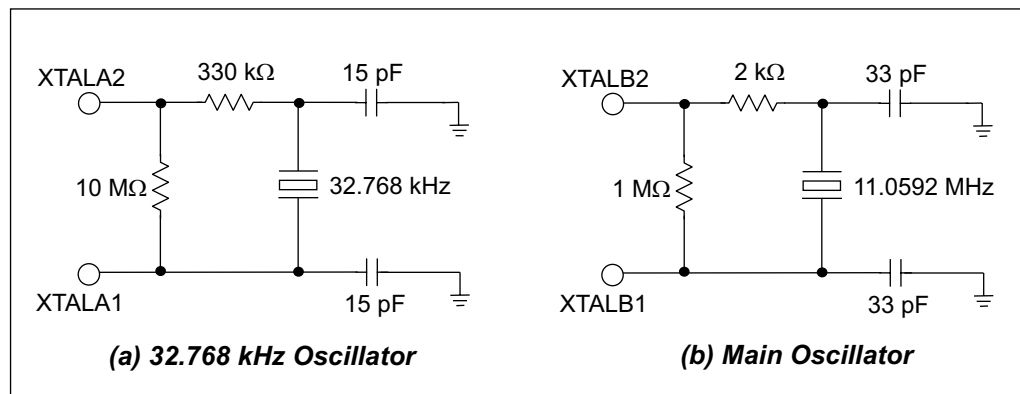 XTALA2
330 kΩ
15 pF
10 MΩ
32.768 kHz
XTALA1
15 pF
(a) 32.768 kHz Oscillator
XTALB2
2 kΩ
33 pF
1 MΩ
11.0592 MHz
XTALB1
33 pF
(b) Main Oscillator